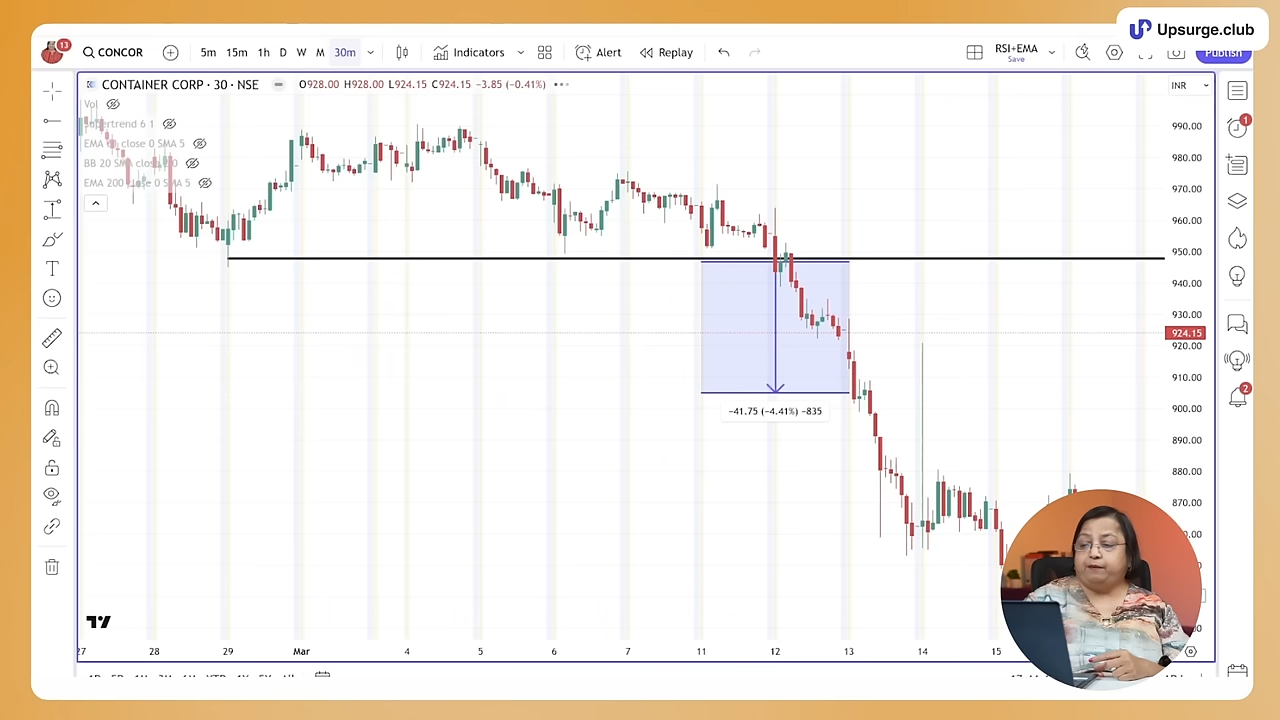 Upsurge.club
13
CONCOR
5m 15m 1h D W M 30m
Indicators
Alert
Replay
RSI+EMA
Save
Publish
CONTAINER CORP · 30 · NSE
O928.00 H928.00 L924.15 C924.15 −3.85 (−0.41%)
INR
Vol
Supertrend 6 1
close 0 SMA 5
BB 20
EMA 200 close 0 SMA 5
990.00
980.00
970.00
960.00
950.00
940.00
930.00
924.15
920.00
910.00
900.00
890.00
880.00
870.00
−41.75 (−4.41%) −835
1
2
27 28 29 Mar 4 5 6 7 11 12 13 14 15